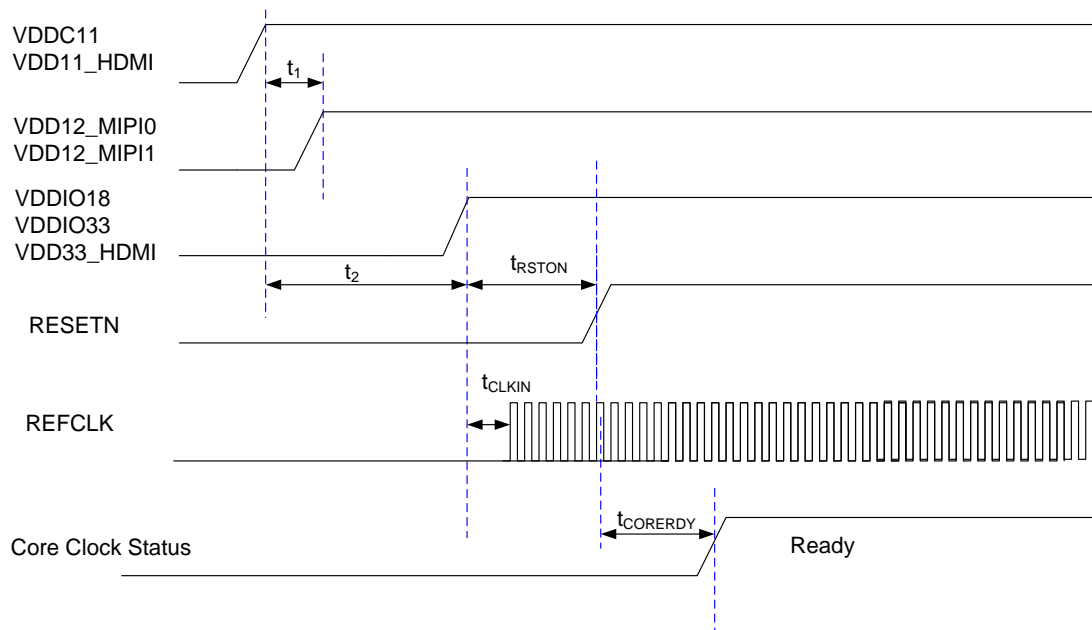 VDDC11
VDD11_HDMI
t1
VDD12_MIPI0
VDD12_MIPI1
VDDIO18
VDDIO33
VDD33_HDMI
t2
tRSTON
RESETN
tCLKIN
REFCLK
tCORERDY
Core Clock Status
Ready